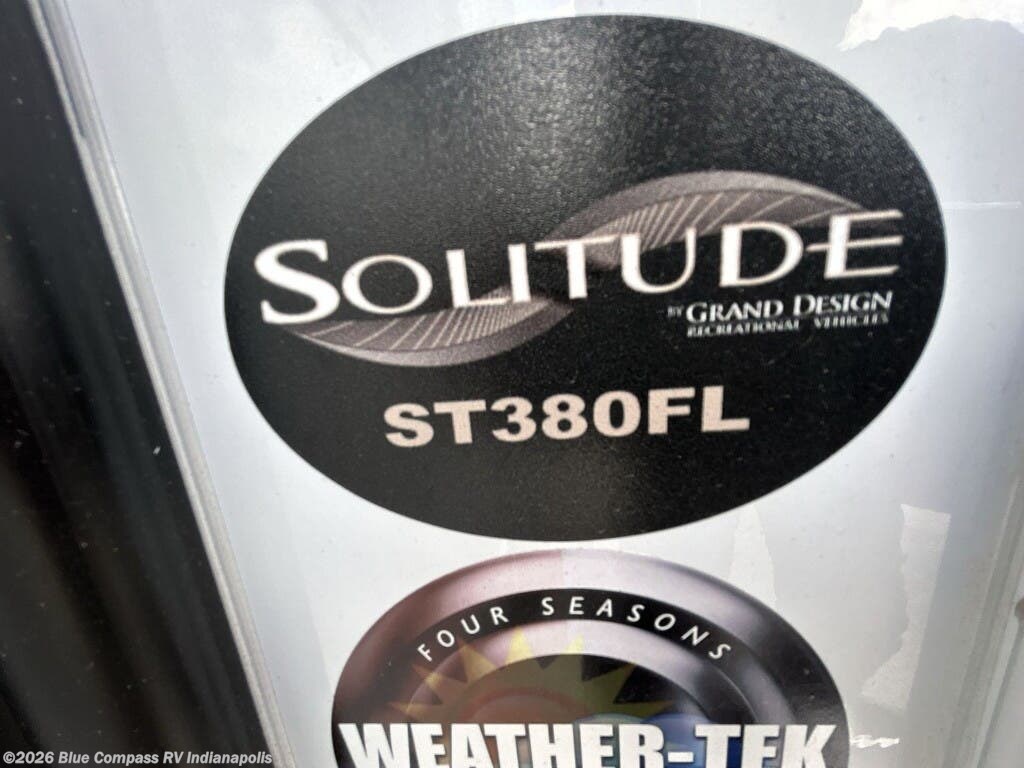 SOLITUDE
BY GRAND DESIGN
RECREATIONAL VEHICLES
ST380FL
FOUR SEASONS
WEATHER-TEK
©2026 Blue Compass RV Indianapolis